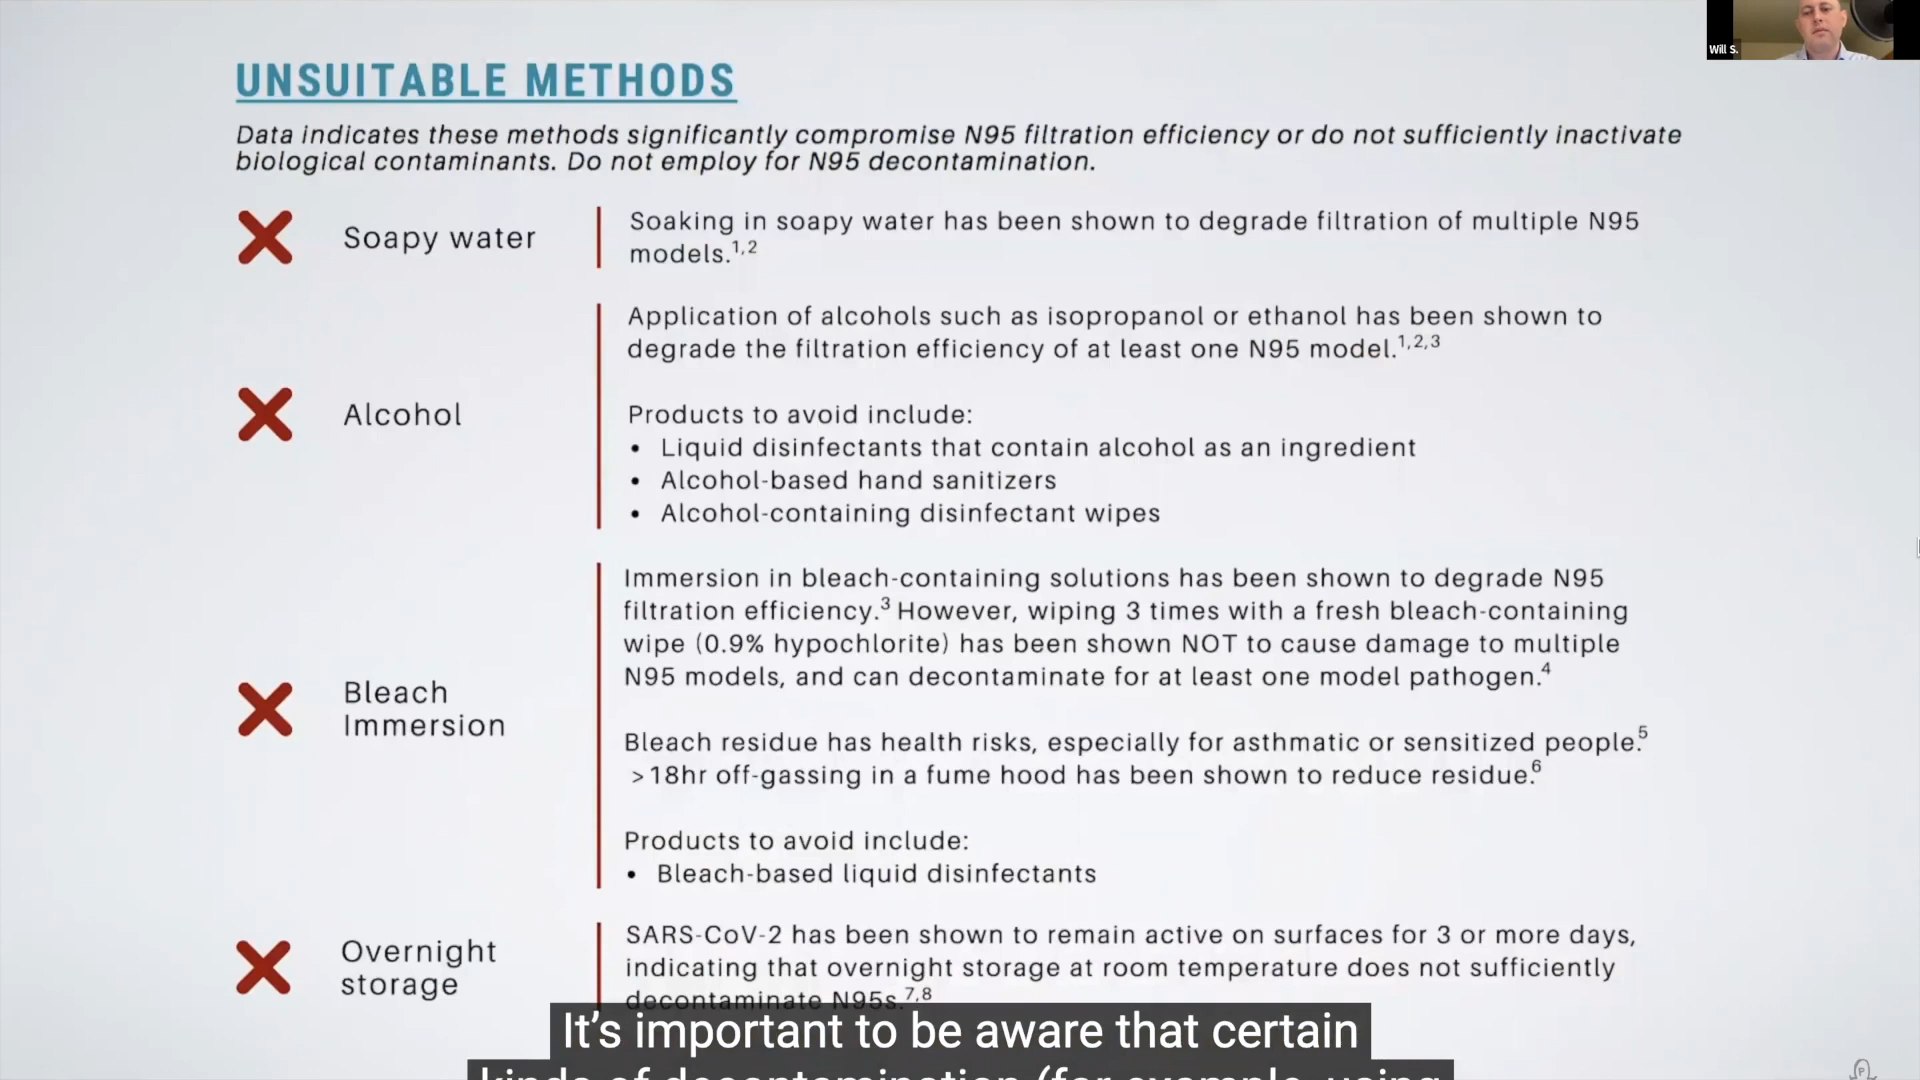 Will S.
UNSUITABLE METHODS
Data indicates these methods significantly compromise N95 filtration efficiency or do not sufficiently inactivate
biological contaminants. Do not employ for N95 decontamination.
Soapy water
Soaking in soapy water has been shown to degrade filtration of multiple N95
models.1,2
Alcohol
Application of alcohols such as isopropanol or ethanol has been shown to
degrade the filtration efficiency of at least one N95 model.1,2,3
Products to avoid include:
• Liquid disinfectants that contain alcohol as an ingredient
• Alcohol-based hand sanitizers
• Alcohol-containing disinfectant wipes
Bleach
Immersion
Immersion in bleach-containing solutions has been shown to degrade N95
filtration efficiency.3 However, wiping 3 times with a fresh bleach-containing
wipe (0.9% hypochlorite) has been shown NOT to cause damage to multiple
N95 models, and can decontaminate for at least one model pathogen.4
Bleach residue has health risks, especially for asthmatic or sensitized people.5
>18hr off-gassing in a fume hood has been shown to reduce residue.6
Products to avoid include:
• Bleach-based liquid disinfectants
Overnight
storage
SARS-CoV-2 has been shown to remain active on surfaces for 3 or more days,
indicating that overnight storage at room temperature does not sufficiently
decontaminate N95s.7,8
It's important to be aware that certain
kinds of decontamination (for example, using